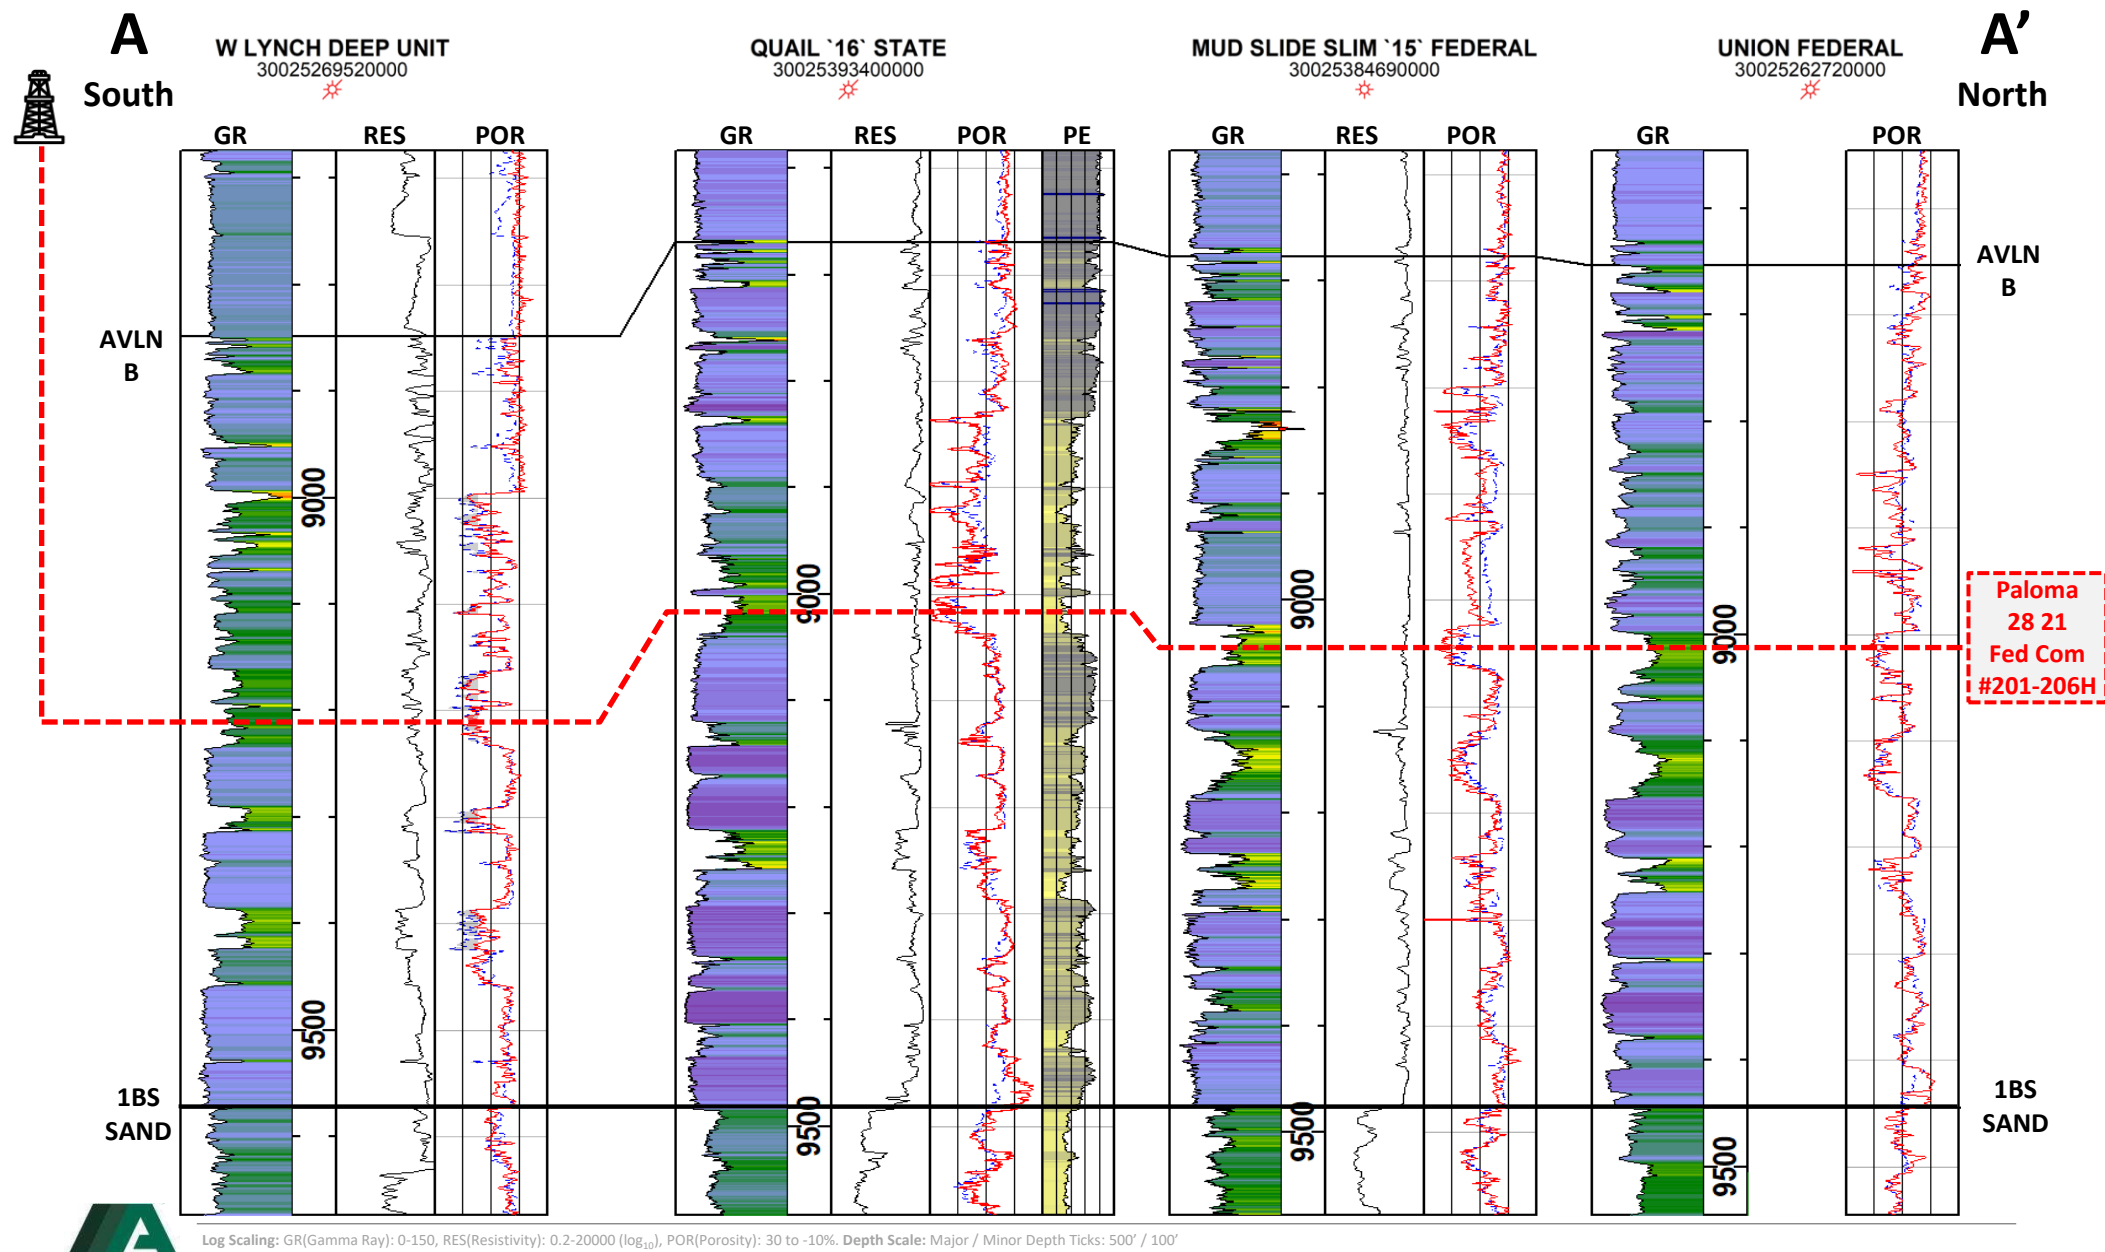 A
South
W LYNCH DEEP UNIT
30025269520000
QUAIL `16` STATE
30025393400000
MUD SLIDE SLIM `15` FEDERAL
30025384690000
UNION FEDERAL
30025262720000
A’
North
GR RES POR
GR RES POR PE
GR RES POR
GR POR
AVLN
B
AVLN
B
9000
9000
9000
9000
Paloma
28 21
Fed Com
#201-206H
9500
9500
9500
9500
1BS
SAND
1BS
SAND
Log Scaling: GR(Gamma Ray): 0-150, RES(Resistivity): 0.2-20000 (log10), POR(Porosity): 30 to -10%. Depth Scale: Major / Minor Depth Ticks: 500’ / 100’